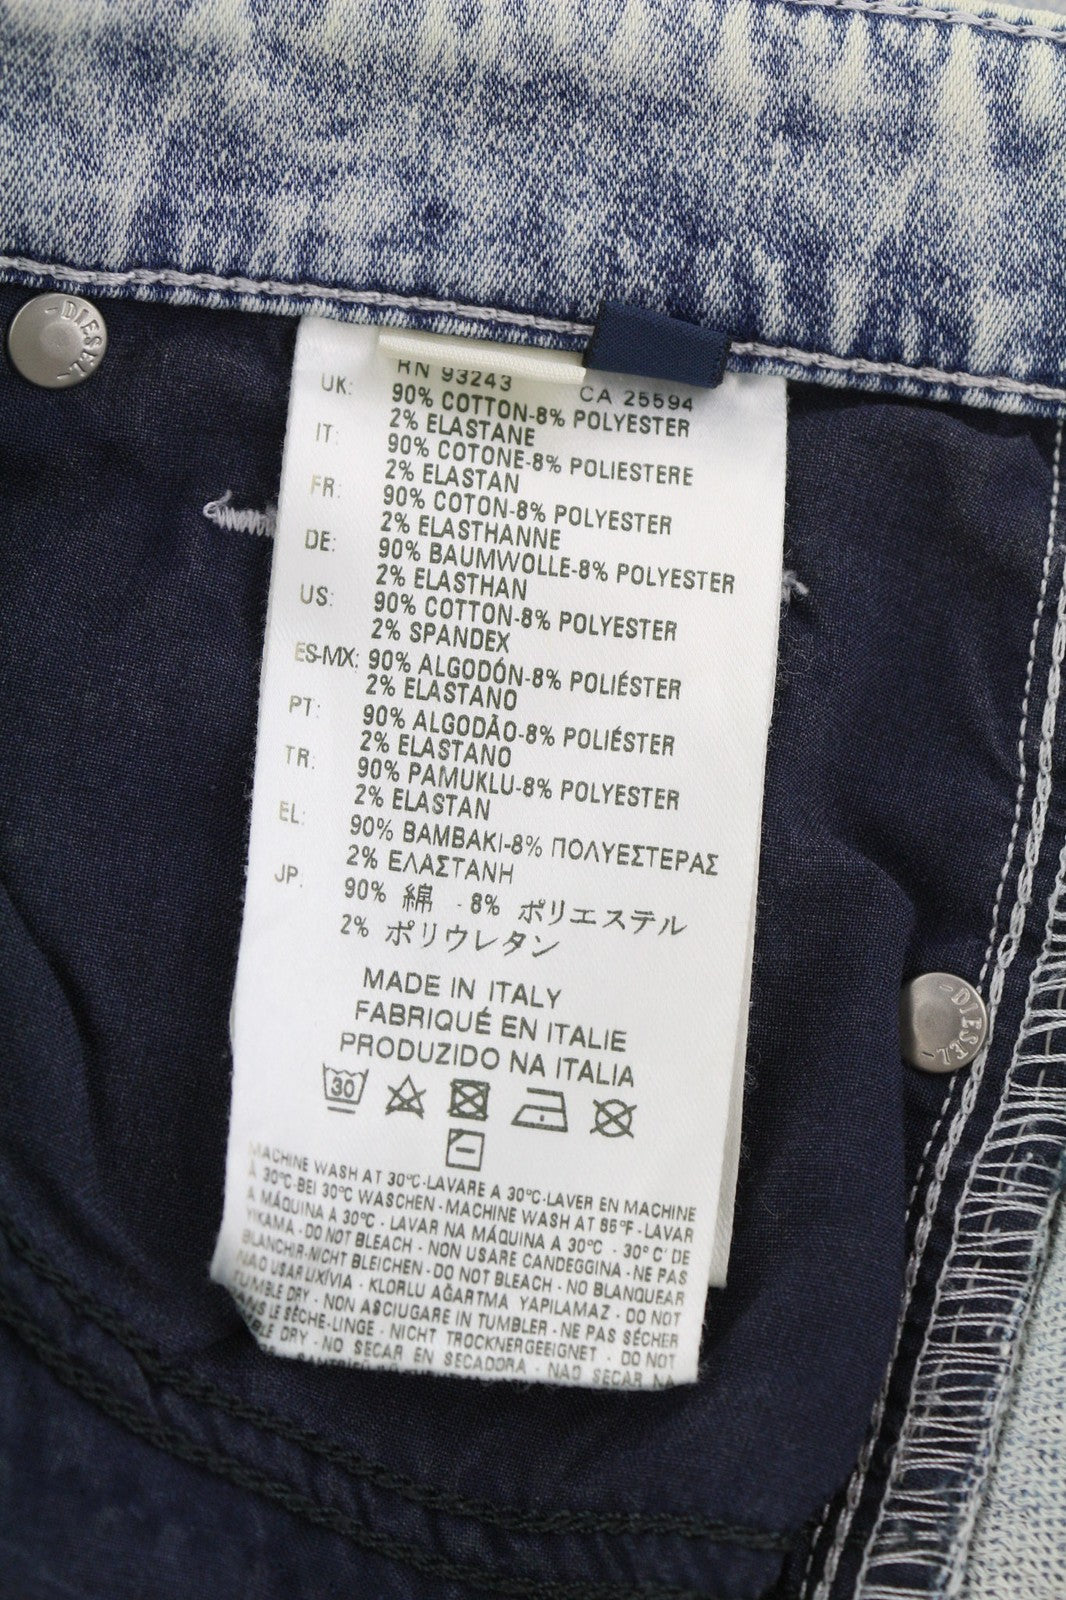 DIESEL
RN 93243 CA 25594
UK: 90% COTTON-8% POLYESTER
2% ELASTANE
IT: 90% COTONE-8% POLIESTERE
2% ELASTAN
FR: 90% COTON-8% POLYESTER
2% ELASTHANNE
DE: 90% BAUMWOLLE-8% POLYESTER
2% ELASTHAN
US: 90% COTTON-8% POLYESTER
2% SPANDEX
ES-MX: 90% ALGODÓN-8% POLIÉSTER
2% ELASTANO
PT: 90% ALGODÃO-8% POLIÉSTER
2% ELASTANO
TR: 90% PAMUKLU-8% POLYESTER
2% ELASTAN
EL: 90% BAMBAKI-8% ΠΟΛΥΕΣΤΕΡΑΣ
2% ΕΛΑΣΤΑΝΗ
JP. 90% 綿 - 8% ポリエステル
2% ポリウレタン
MADE IN ITALY
FABRIQUÉ EN ITALIE
PRODUZIDO NA ITALIA
30
MACHINE WASH AT 30°C-LAVARE A 30°C-LAVER EN MACHINE
À 30°C-BEI 30°C WASCHEN-MACHINE WASH AT 86°F-LAVAR
A MÁQUINA A 30°C - LAVAR NA MÁQUINA A 30°C - 30° C' DE
YIKAMA - DO NOT BLEACH - NON USARE CANDEGGINA - NE PAS
BLANCHIR-NICHT BLEICHEN-DO NOT BLEACH - NO BLANQUEAR
NÃO USAR LIXÍVIA - KLORLU AĞARTMA YAPILAMAZ - DO NOT
TUMBLE DRY - NON ASCIUGARE IN TUMBLER - NE PAS SÉCHER
LE SÈCHE-LINGE - NICHT TROCKNERGEEIGNET - DO NOT
DRY - NO SECAR EN SECADORA - NAO SECAR NA
DIESEL